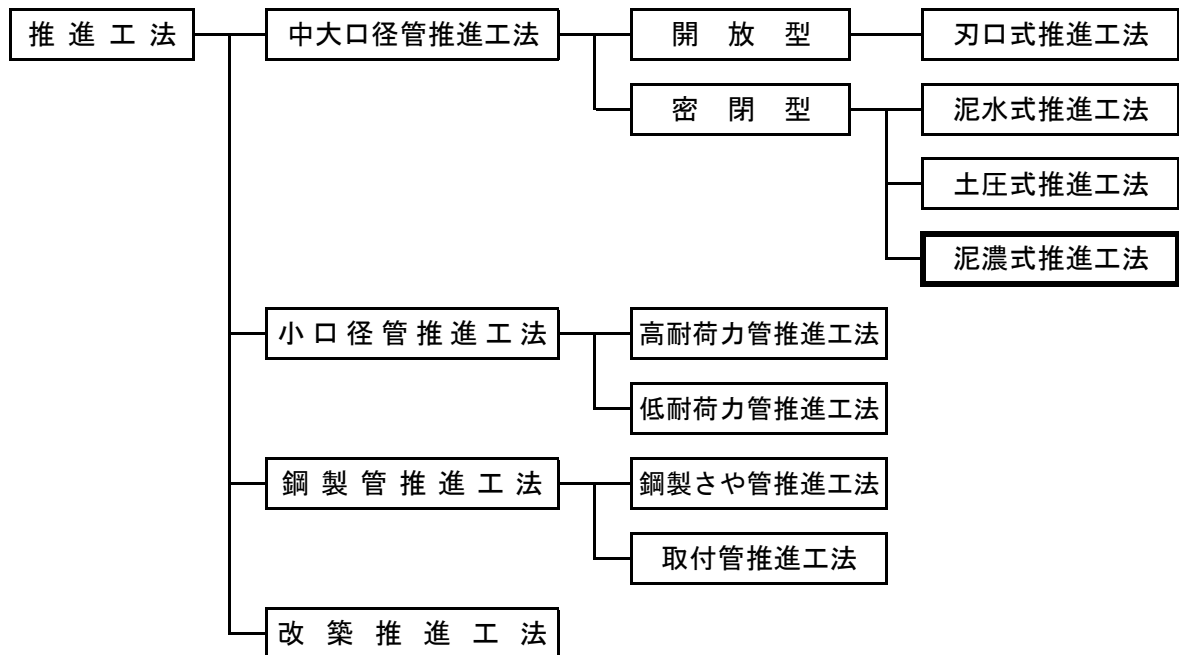 推進工法
中大口径管推進工法
開放型
刃口式推進工法
密閉型
泥水式推進工法
土圧式推進工法
泥濃式推進工法
小口径管推進工法
高耐荷力管推進工法
低耐荷力管推進工法
鋼製管推進工法
鋼製さや管推進工法
取付管推進工法
改築推進工法